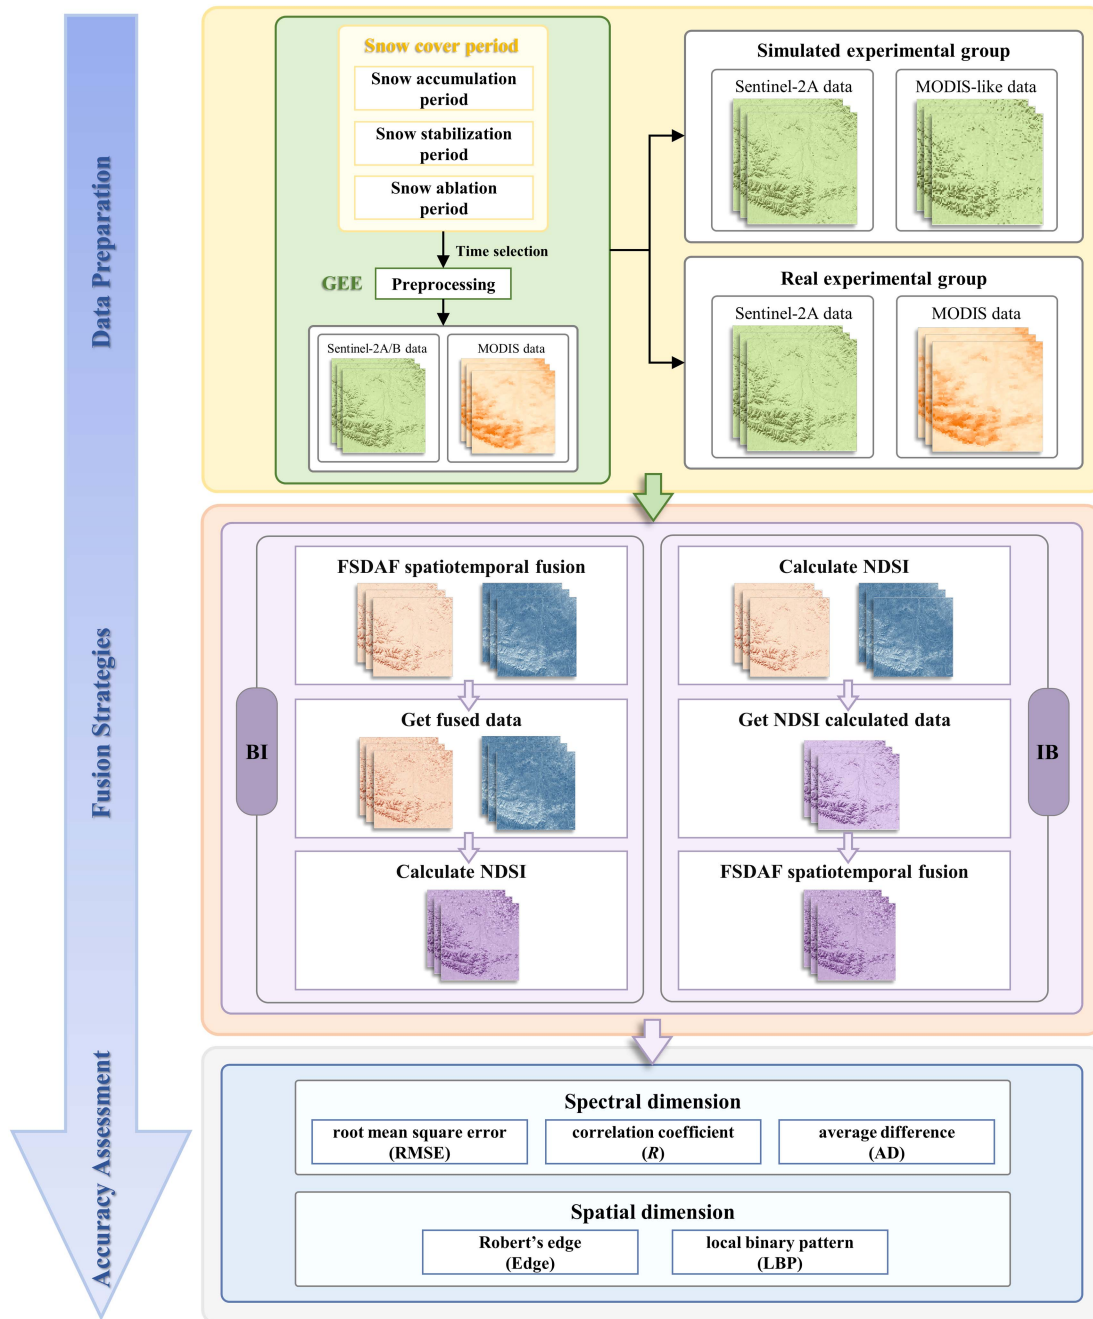 Data Preparation
Snow cover period
Snow accumulation
period
Snow stabilization
period
Snow ablation
period
Time selection
GEE
Preprocessing
Sentinel-2A/B data
MODIS data
Simulated experimental group
Sentinel-2A data
MODIS-like data
Real experimental group
Sentinel-2A data
MODIS data
Fusion Strategies
BI
FSDAF spatiotemporal fusion
Get fused data
Calculate NDSI
Calculate NDSI
Get NDSI calculated data
FSDAF spatiotemporal fusion
IB
Accuracy Assessment
Spectral dimension
root mean square error
(RMSE)
correlation coefficient
(R)
average difference
(AD)
Spatial dimension
Robert's edge
(Edge)
local binary pattern
(LBP)